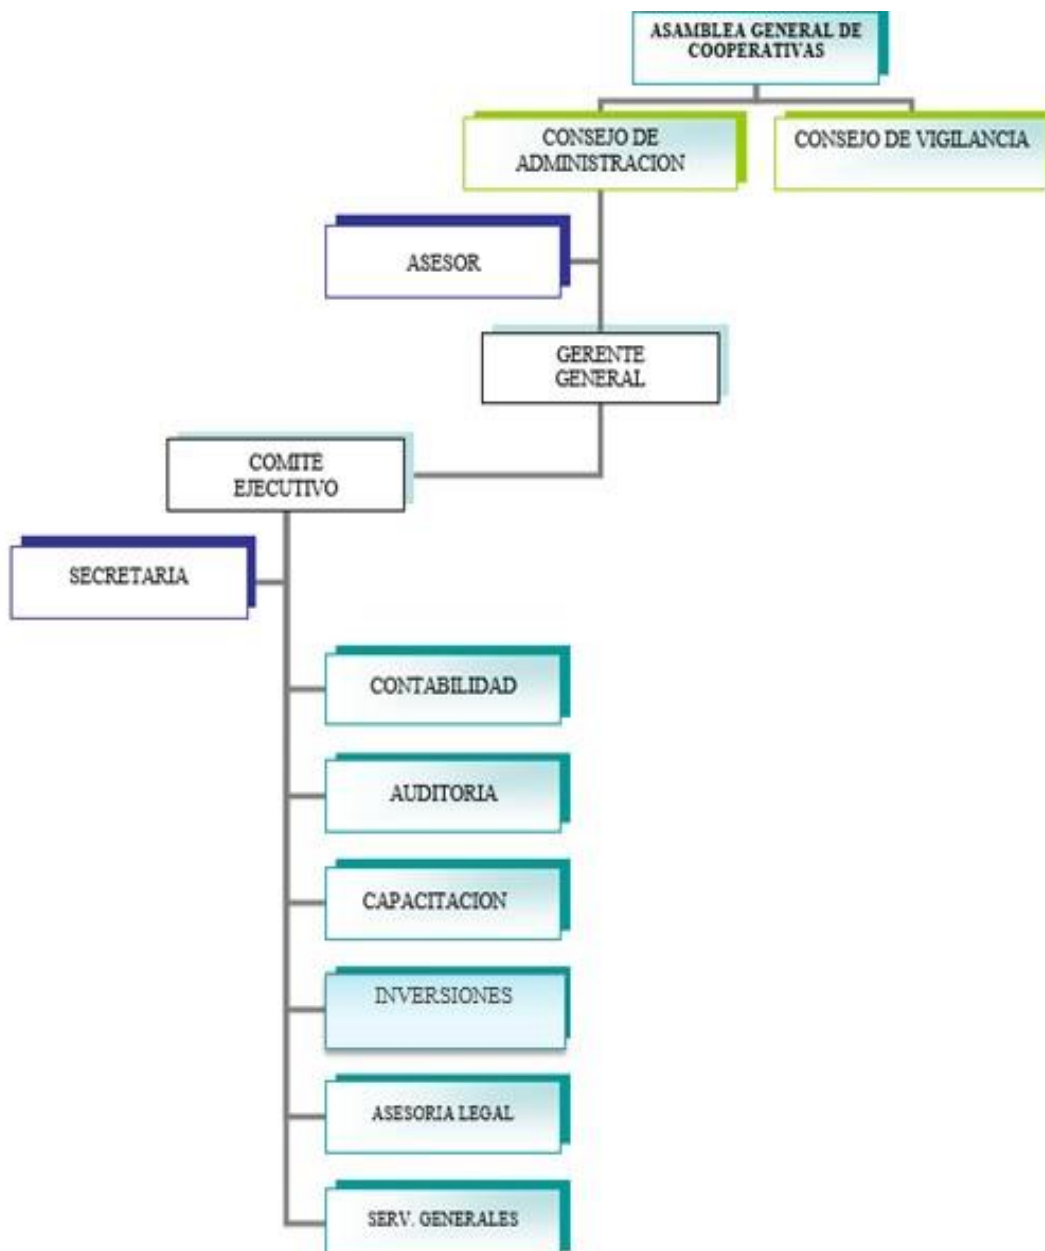 ASAMBLEA GENERAL DE
COOPERATIVAS
CONSEJO DE
ADMINISTRACION
CONSEJO DE VIGILANCIA
ASESOR
GERENTE
GENERAL
COMITE
EJECUTIVO
SECRETARIA
CONTABILIDAD
AUDITORIA
CAPACITACION
INVERSIONES
ASESORIA LEGAL
SERV. GENERALES